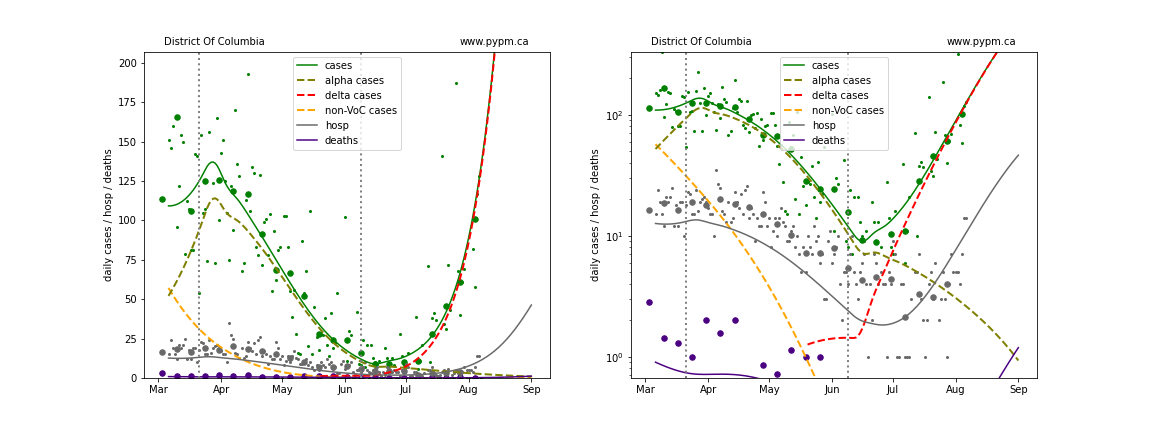 District Of Columbia
www.pypm.ca
daily cases / hosp / deaths
200
175
150
125
100
75
50
25
0
cases
alpha cases
delta cases
non-VoC cases
hosp
deaths
Mar
Apr
May
Jun
Jul
Aug
Sep
District Of Columbia
www.pypm.ca
daily cases / hosp / deaths
10²
10¹
10⁰
cases
alpha cases
delta cases
non-VoC cases
hosp
deaths
Mar
Apr
May
Jun
Jul
Aug
Sep